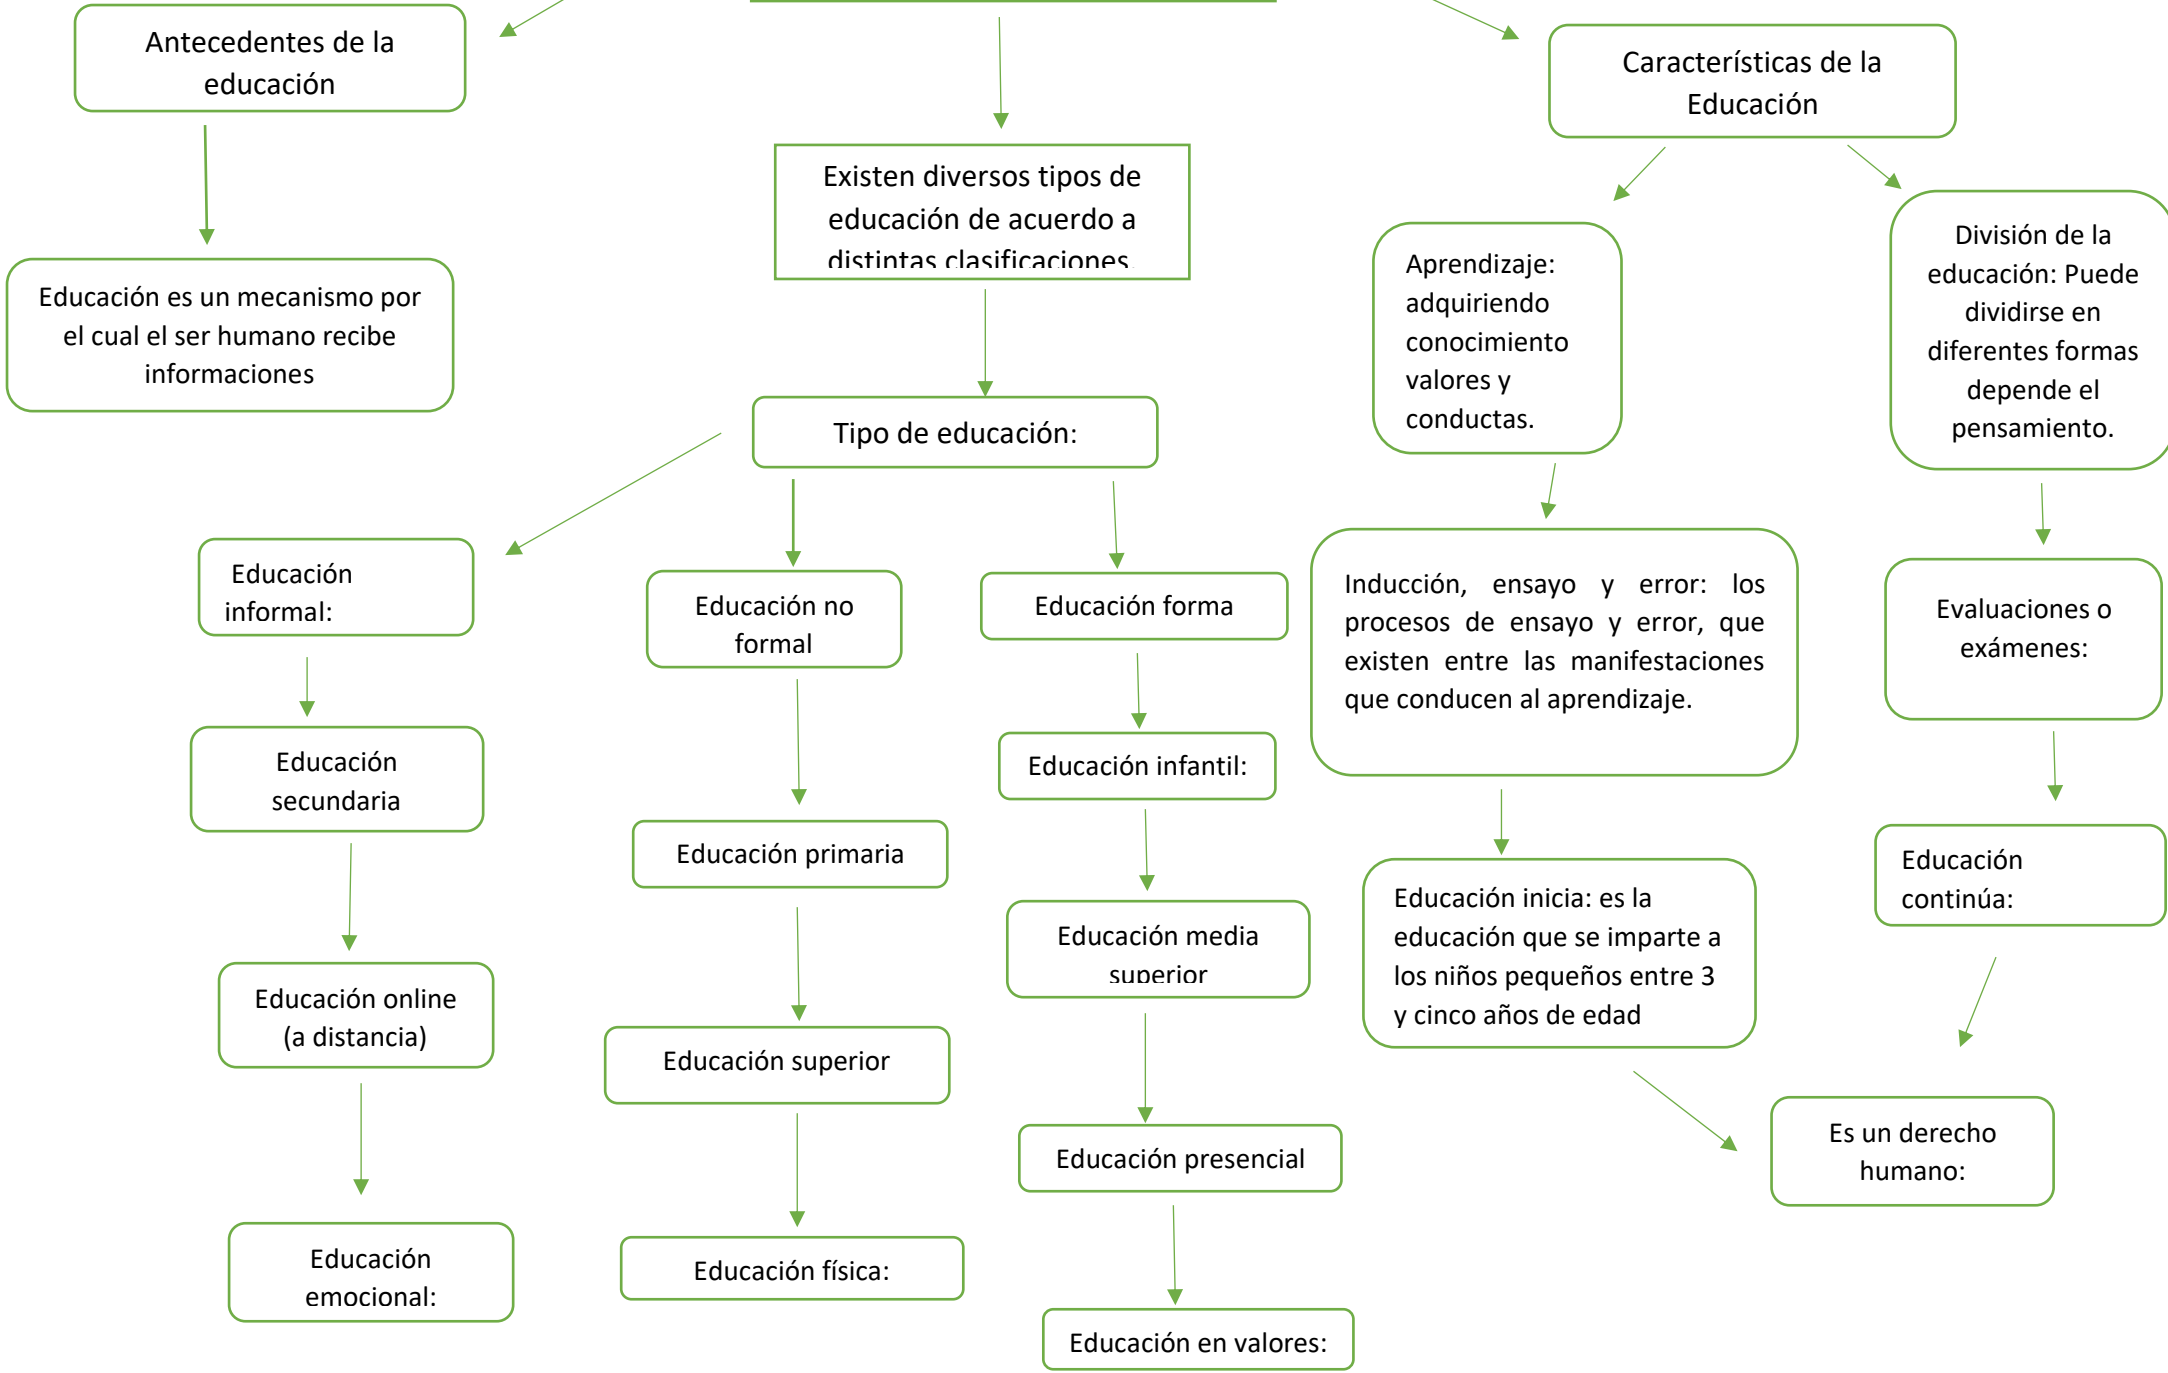 Antecedentes de la
educación
Características de la
Educación
Existen diversos tipos de
educación de acuerdo a
distintas clasificaciones
Educación es un mecanismo por
el cual el ser humano recibe
informaciones
Aprendizaje:
adquiriendo
conocimiento
valores y
conductas.
División de la
educación: Puede
dividirse en
diferentes formas
depende el
pensamiento.
Tipo de educación:
Educación
informal:
Educación no
formal
Educación forma
Inducción, ensayo y error: los
procesos de ensayo y error, que
existen entre las manifestaciones
que conducen al aprendizaje.
Evaluaciones o
exámenes:
Educación
secundaria
Educación infantil:
Educación primaria
Educación inicia: es la
educación que se imparte a
los niños pequeños entre 3
y cinco años de edad
Educación
continúa:
Educación media
superior
Educación online
(a distancia)
Educación superior
Educación presencial
Es un derecho
humano:
Educación
emocional:
Educación física:
Educación en valores: